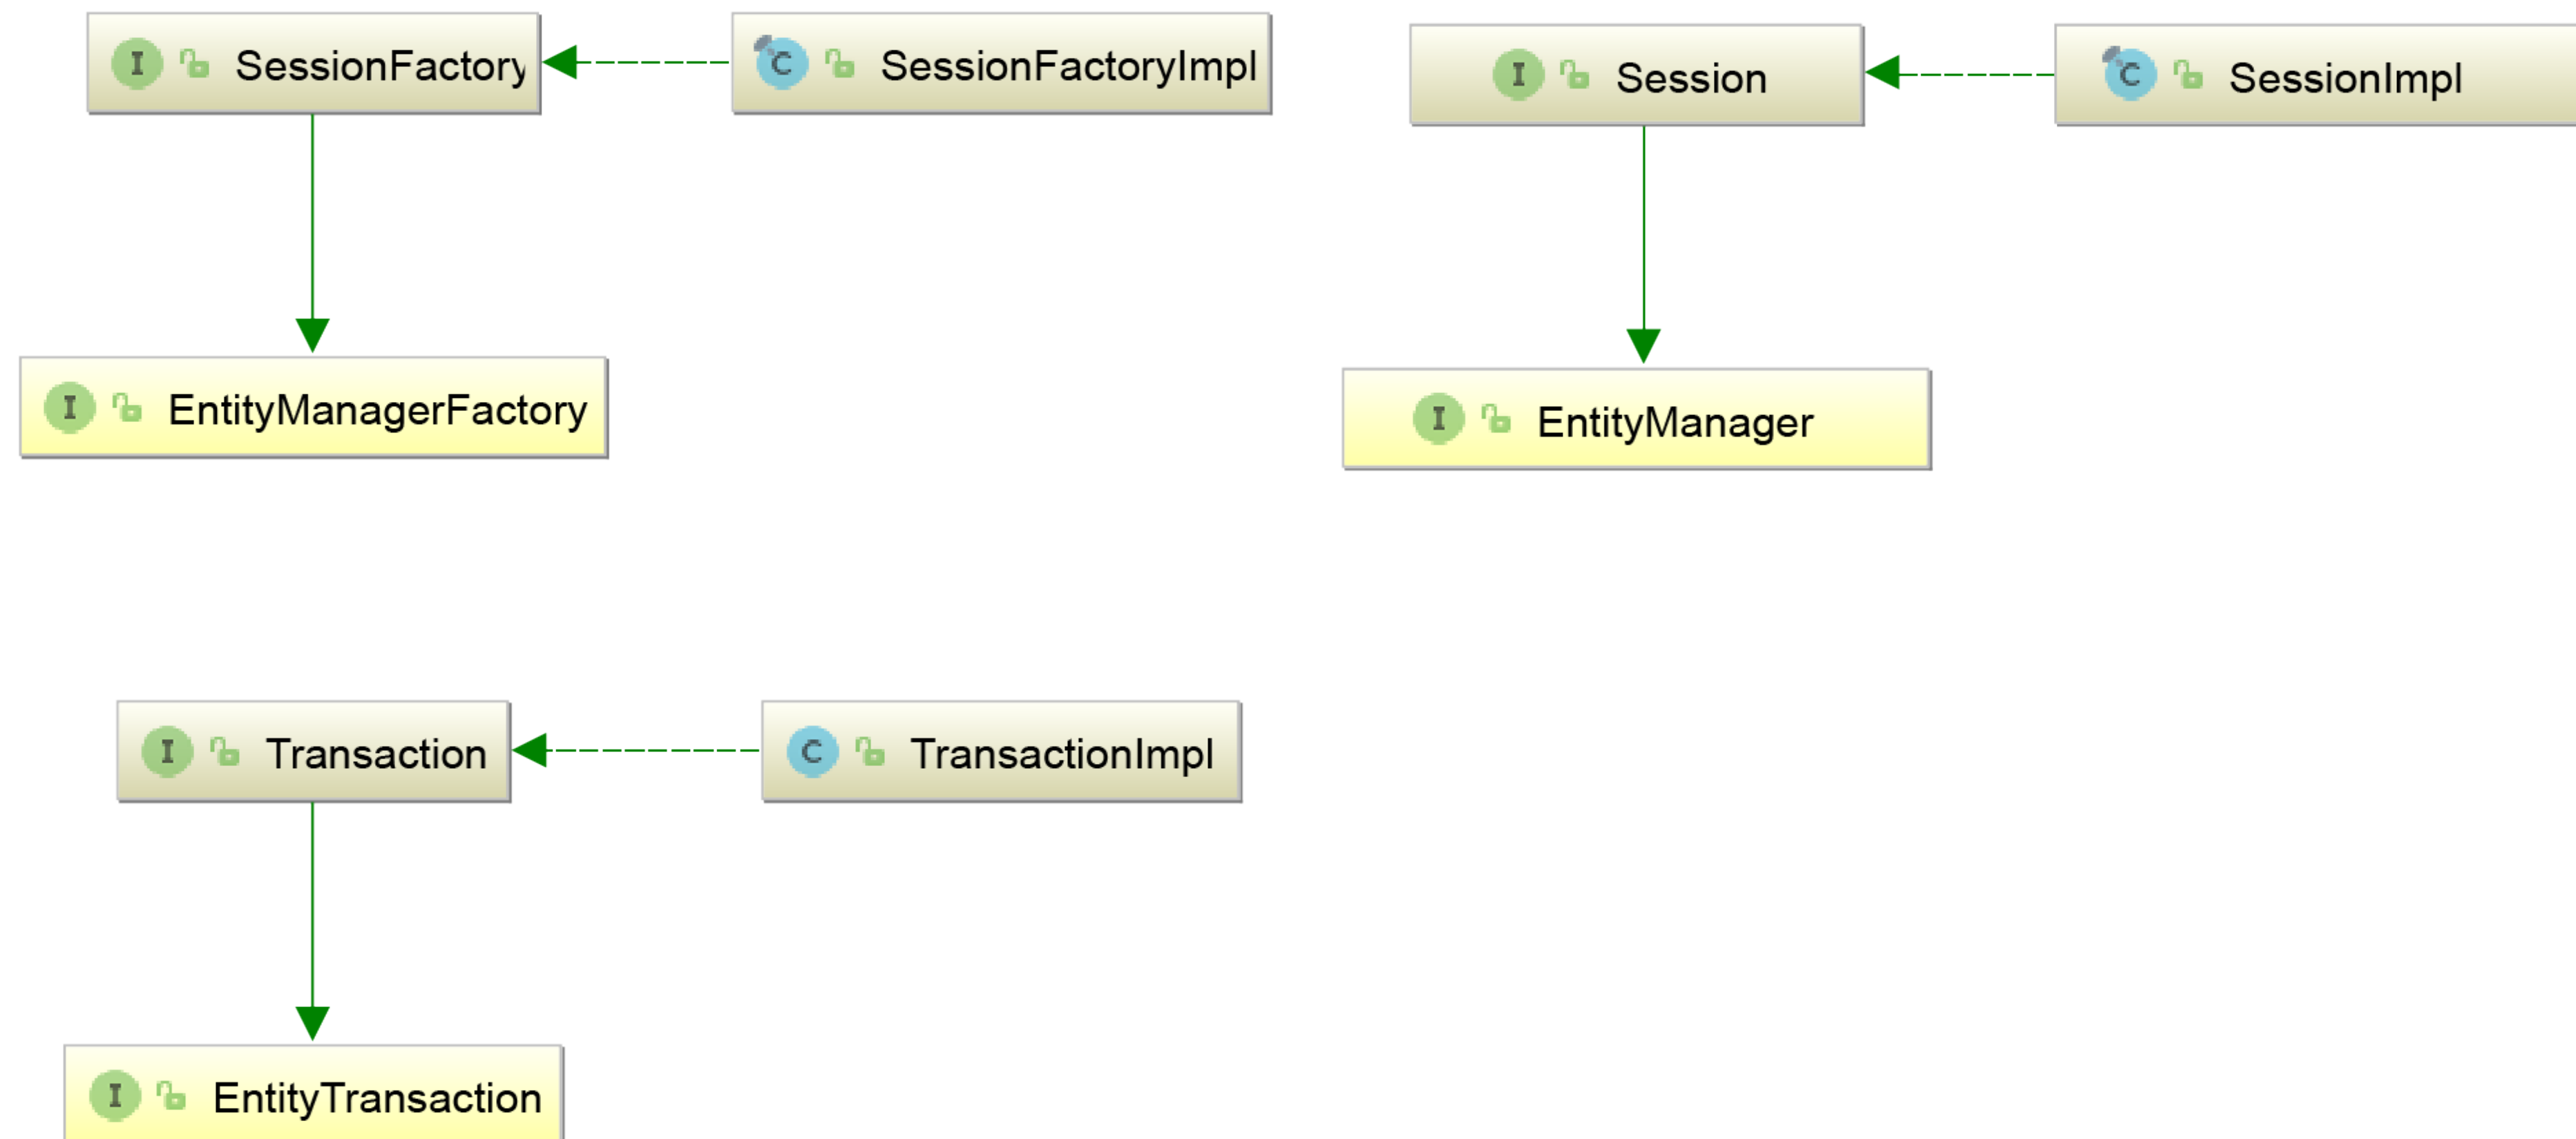 I SessionFactory
C SessionFactoryImpl
I Session
C SessionImpl
I EntityManagerFactory
I EntityManager
I Transaction
C TransactionImpl
I EntityTransaction